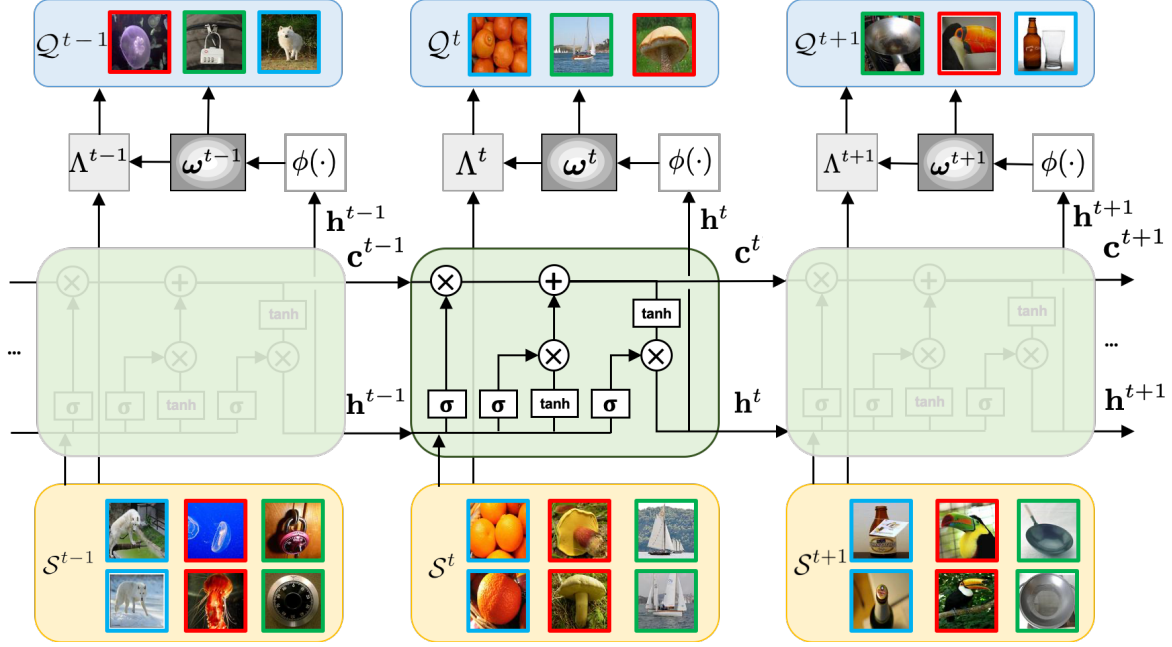 𝒬^{t−1} 𝒬^t 𝒬^{t+1}
Λ^{t−1} ω^{t−1} ϕ(·) Λ^t ω^t ϕ(·) Λ^{t+1} ω^{t+1} ϕ(·)
h^{t−1} h^t h^{t+1}
c^{t−1} c^t c^{t+1}
× + × + × +
tanh tanh tanh
... × × × × × × ...
σ σ tanh σ σ σ tanh σ σ σ tanh σ
h^{t−1} h^t h^{t+1}
𝒮^{t−1} 𝒮^t 𝒮^{t+1}